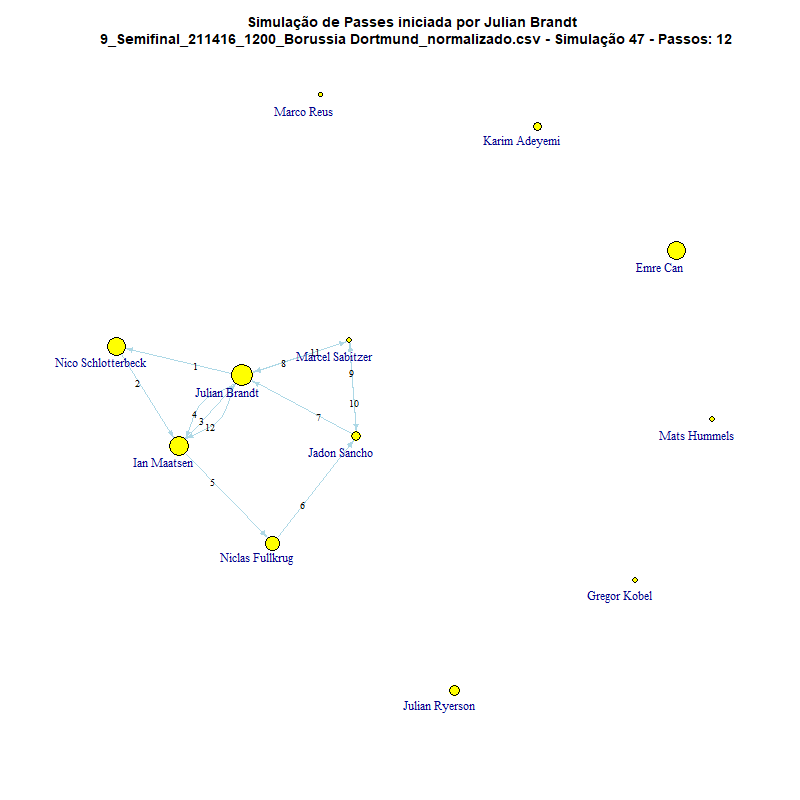 Simulação de Passes iniciada por Julian Brandt
9_Semifinal_211416_1200_Borussia Dortmund_normalizado.csv - Simulação 47 - Passos: 12
Marco Reus
Karim Adeyemi
Emre Can
Nico Schlotterbeck
1
8
11
Marcel Sabitzer
9
2
Julian Brandt
10
4
3
12
7
Mats Hummels
Jadon Sancho
Ian Maatsen
5
6
Niclas Fullkrug
Gregor Kobel
Julian Ryerson